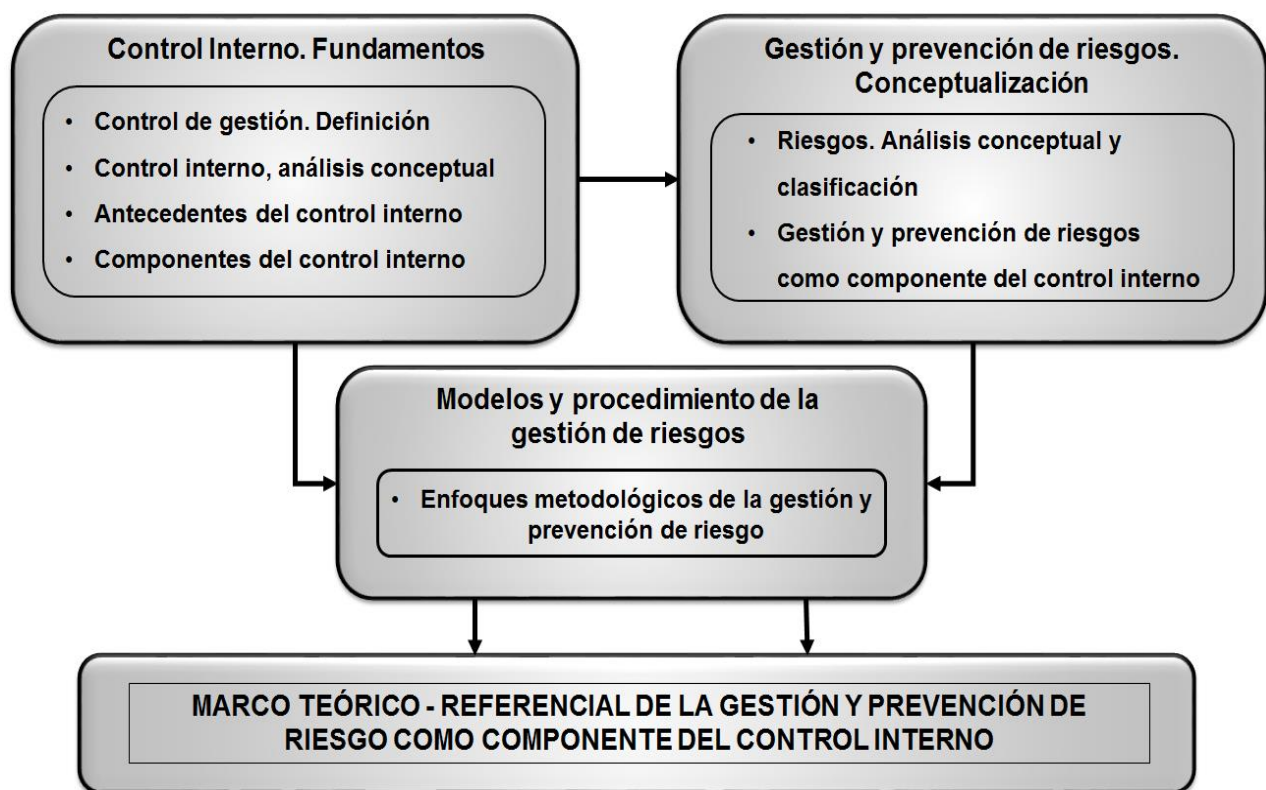 Control Interno. Fundamentos
• Control de gestión. Definición
• Control interno, análisis conceptual
• Antecedentes del control interno
• Componentes del control interno
Gestión y prevención de riesgos.
Conceptualización
• Riesgos. Análisis conceptual y
clasificación
• Gestión y prevención de riesgos
como componente del control interno
Modelos y procedimiento de la
gestión de riesgos
• Enfoques metodológicos de la gestión y
prevención de riesgo
MARCO TEÓRICO - REFERENCIAL DE LA GESTIÓN Y PREVENCIÓN DE
RIESGO COMO COMPONENTE DEL CONTROL INTERNO